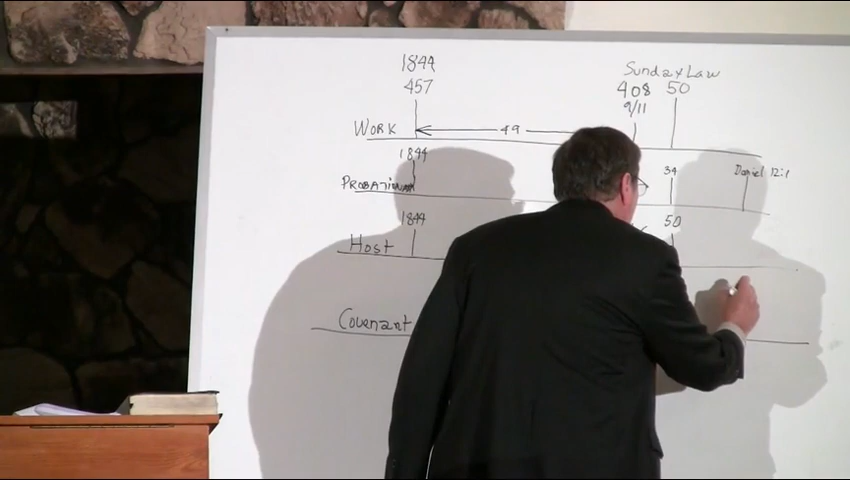 1844
Sunday Law
457
408 50
9/11
WORK 49
1844
34 Daniel 12:1
PROBATION
1844 50
Host
Covenant